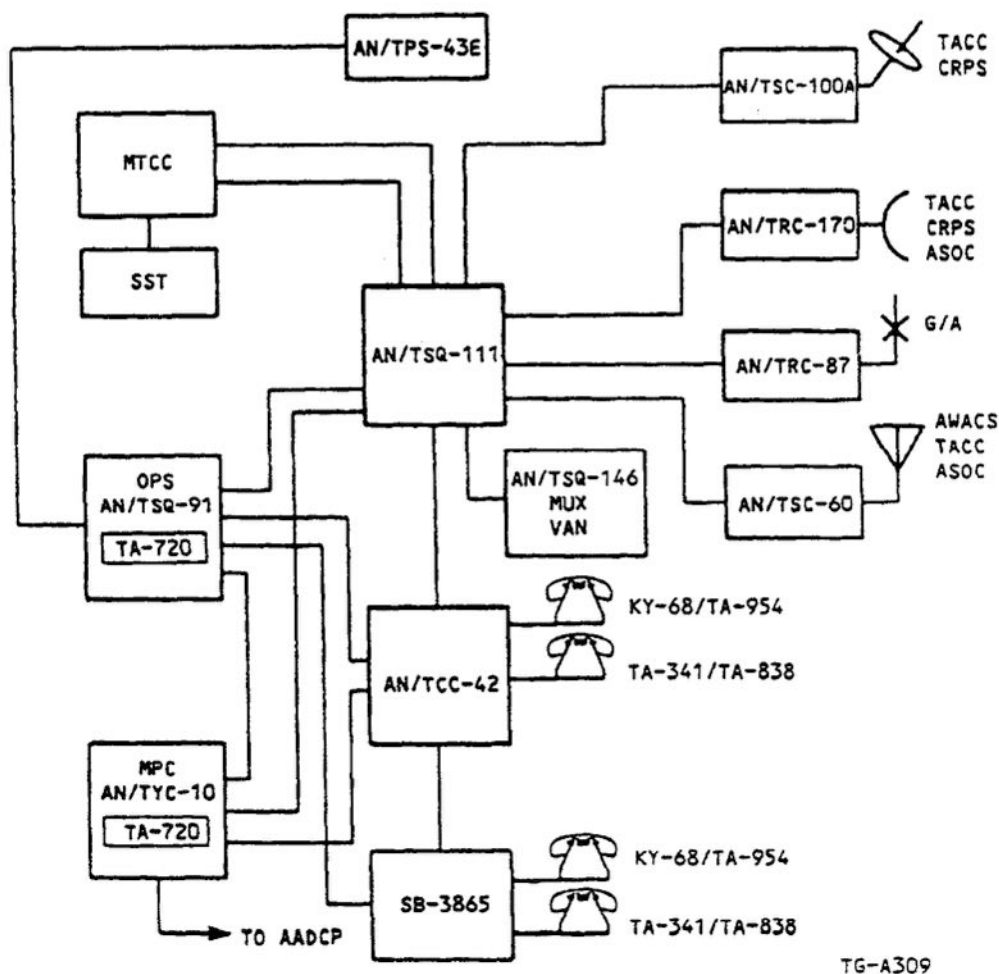 AN/TPS-43E
AN/TSC-100A
TACC
CRPS
MTCC
SST
AN/TRC-170
TACC
CRPS
ASOC
AN/TSQ-111
AN/TRC-87
G/A
OPS
AN/TSQ-91
TA-720
AN/TSQ-146
MUX
VAN
AN/TSC-60
AWACS
TACC
ASOC
AN/TCC-42
KY-68/TA-954
TA-341/TA-838
MPC
AN/TYC-10
TA-720
SB-3865
KY-68/TA-954
TA-341/TA-838
TO AADCP
TG-A309